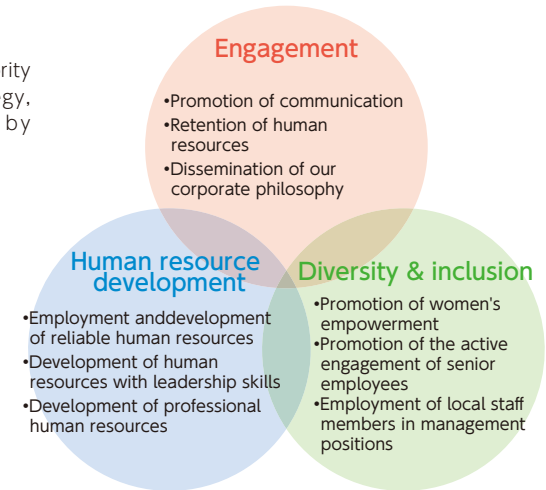 Engagement
•Promotion of communication
•Retention of human
resources
•Dissemination of our
corporate philosophy
Human resource
development
•Employment anddevelopment
of reliable human resources
•Development of human
resources with leadership skills
•Development of professional
human resources
Diversity & inclusion
•Promotion of women's
empowerment
•Promotion of the active
engagement of senior
employees
•Employment of local staff
members in management
positions
by